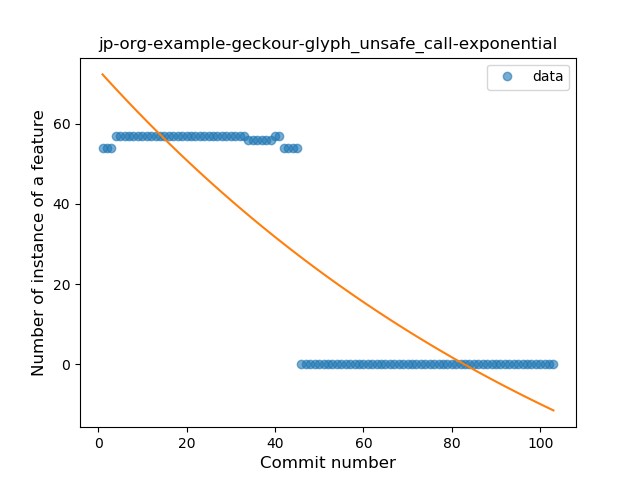 jp-org-example-geckour-glyph_unsafe_call-exponential
data
Number of instance of a feature
60
40
20
0
0 20 40 60 80 100
Commit number